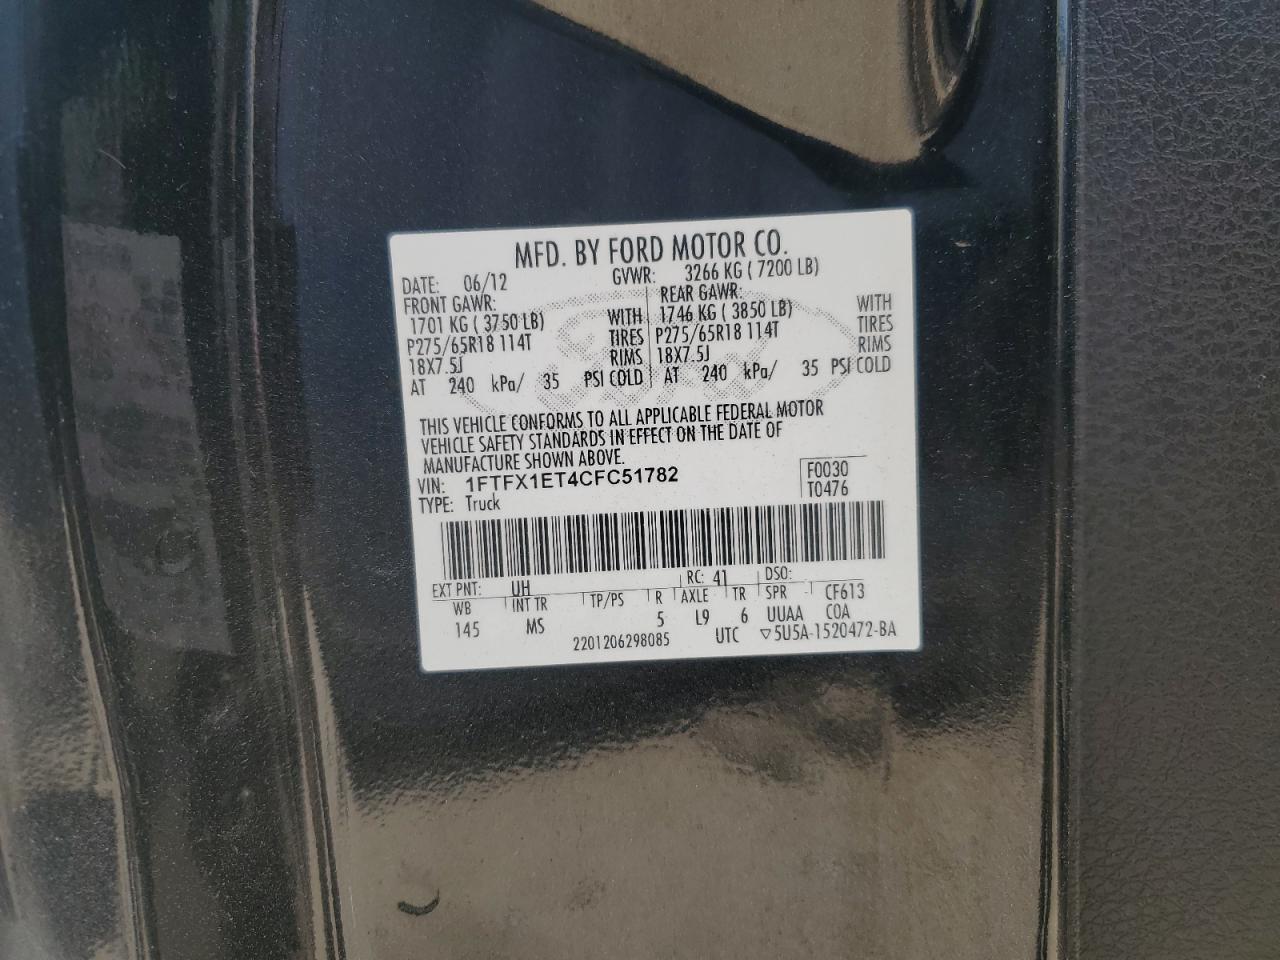 MFD. BY FORD MOTOR CO.
DATE: 06/12 GVWR: 3266 KG ( 7200 LB)
FRONT GAWR: REAR GAWR:
1701 KG ( 3750 LB) WITH 1746 KG ( 3850 LB) WITH
P275/65R18 114T TIRES P275/65R18 114T TIRES
18X7.5J RIMS 18X7.5J RIMS
AT 240 kPa/ 35 PSI COLD AT 240 kPa/ 35 PSI COLD
THIS VEHICLE CONFORMS TO ALL APPLICABLE FEDERAL MOTOR
VEHICLE SAFETY STANDARDS IN EFFECT ON THE DATE OF
MANUFACTURE SHOWN ABOVE.
VIN: 1FTFX1ET4CFC51782 F0030
TYPE: Truck T0476
EXT PNT: UH RC: 41 DSO:
WB INT TR TP/PS R AXLE TR SPR CF613
145 MS 5 L9 6 UUAA COA
2201206298085 UTC ▽5U5A-1520472-BA